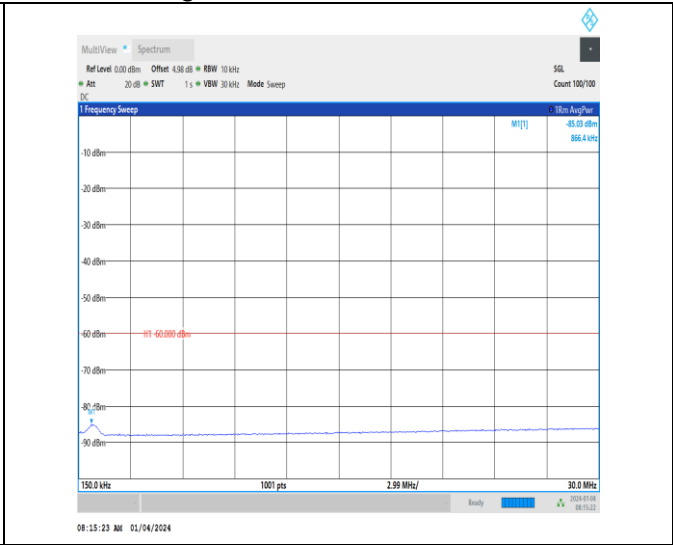 MultiView Spectrum
Ref Level 0.00 dBm Offset 4.98 dB RBW 10 kHz SGL
Att 20 dB SWT 1 s VBW 30 kHz Mode Sweep Count 100/100
DC
1 Frequency Sweep 1Rm AvgPwr
M1[1] -85.03 dBm
866.4 kHz
-10 dBm
-20 dBm
-30 dBm
-40 dBm
-50 dBm
-60 dBm H1 -60.000 dBm
-70 dBm
-80 dBm
-90 dBm
150.0 kHz 1001 pts 2.99 MHz/ 30.0 MHz
Ready 2024-01-04
08:15:22
08:15:23 AM 01/04/2024